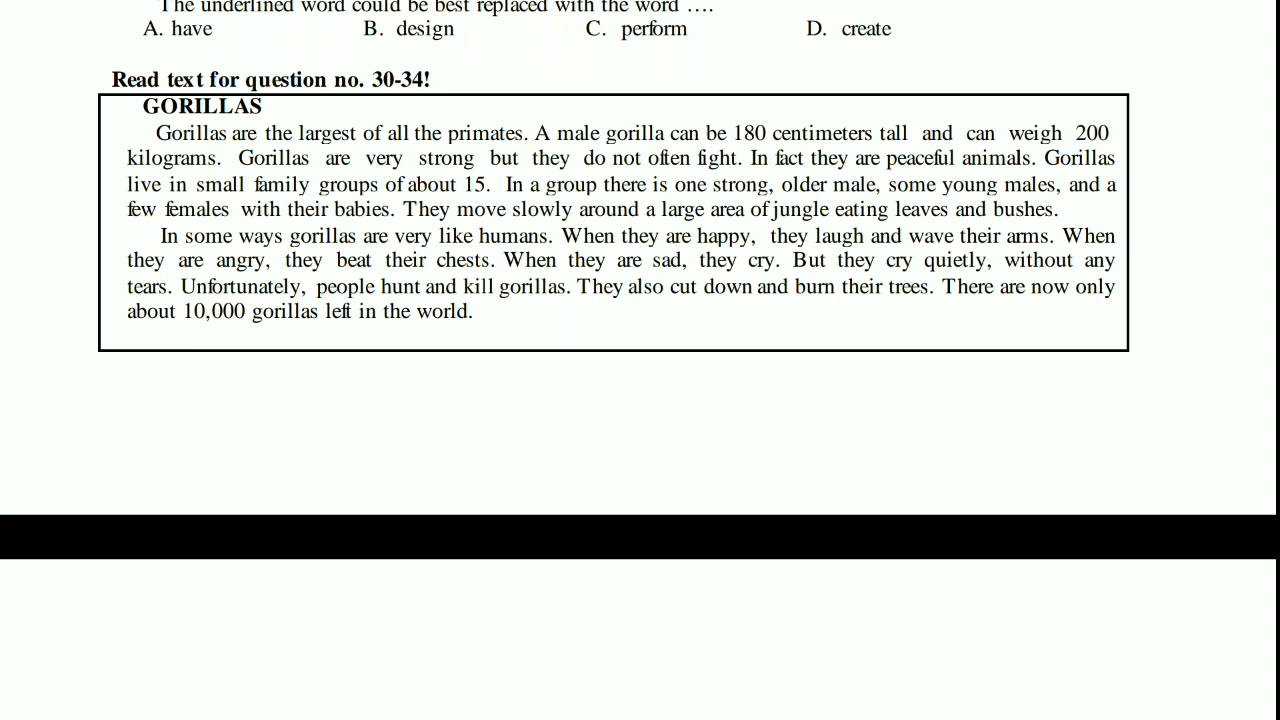 The underlined word could be best replaced with the word ….
A. have B. design C. perform D. create
Read text for question no. 30-34!
GORILLAS
Gorillas are the largest of all the primates. A male gorilla can be 180 centimeters tall and can weigh 200
kilograms. Gorillas are very strong but they do not often fight. In fact they are peaceful animals. Gorillas
live in small family groups of about 15. In a group there is one strong, older male, some young males, and a
few females with their babies. They move slowly around a large area of jungle eating leaves and bushes.
In some ways gorillas are very like humans. When they are happy, they laugh and wave their arms. When
they are angry, they beat their chests. When they are sad, they cry. But they cry quietly, without any
tears. Unfortunately, people hunt and kill gorillas. They also cut down and burn their trees. There are now only
about 10,000 gorillas left in the world.